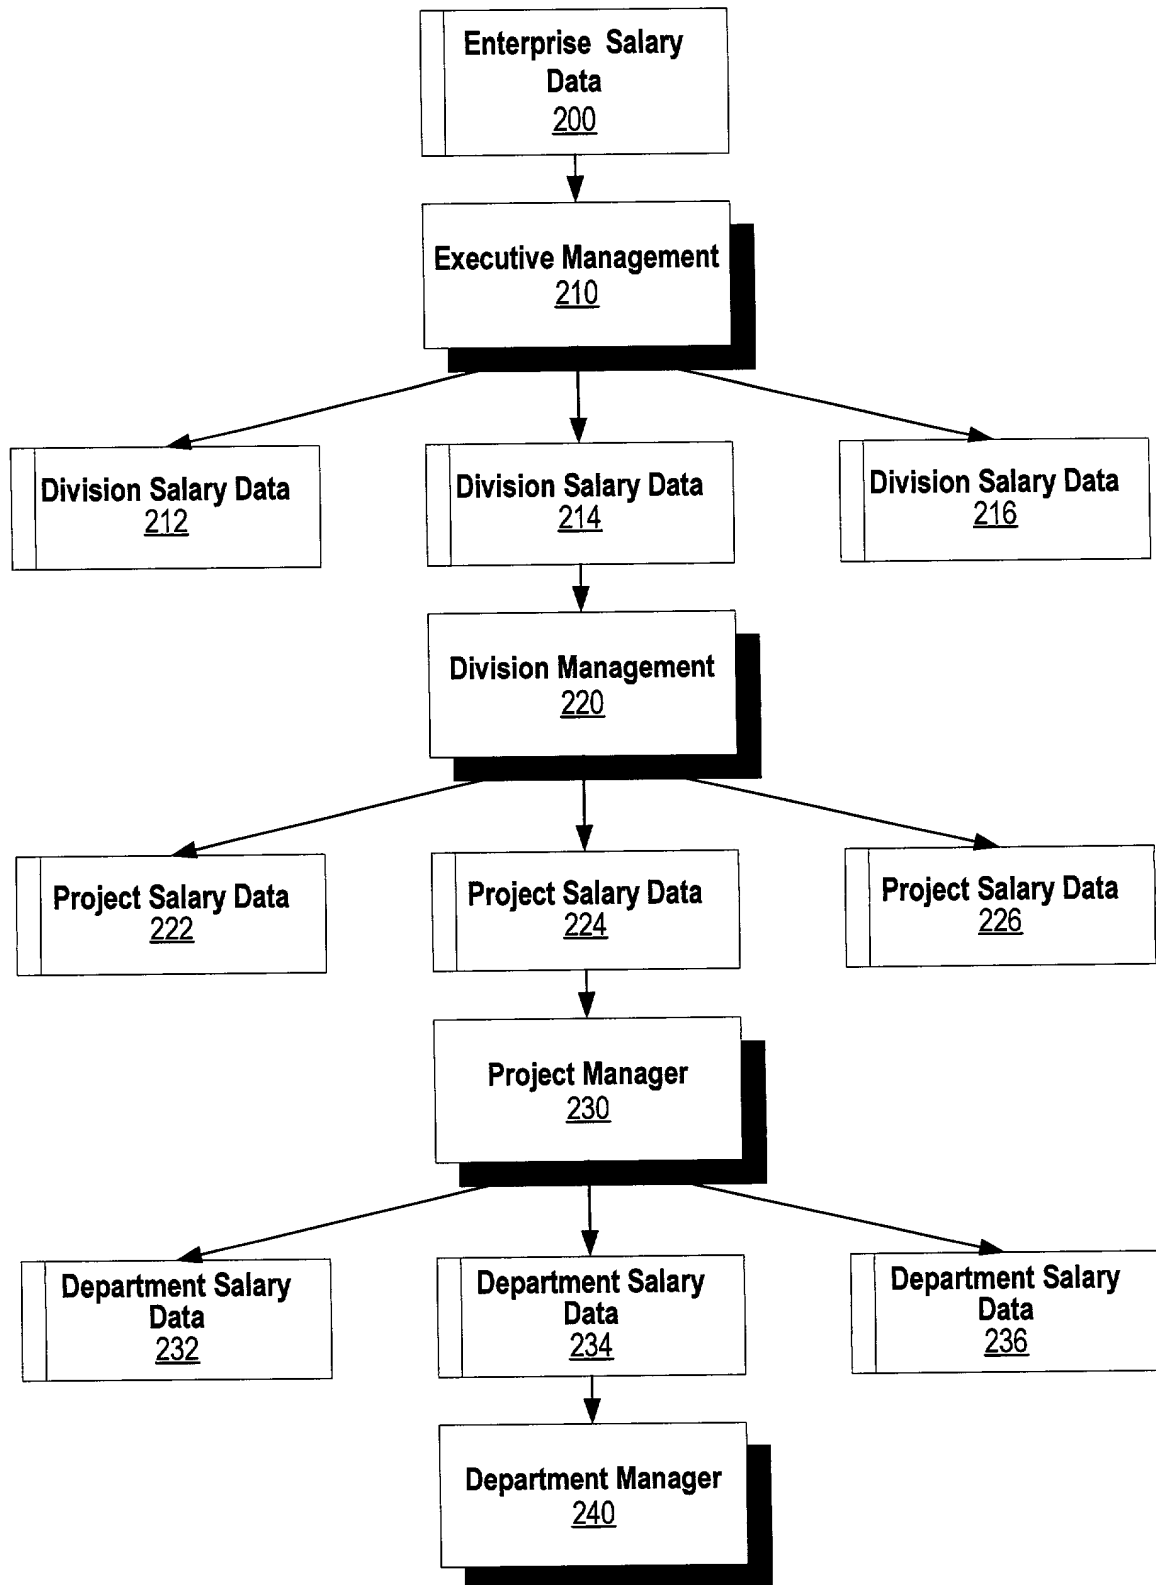 Enterprise Salary
Data
200
Executive Management
210
Division Salary Data
212
Division Salary Data
214
Division Salary Data
216
Division Management
220
Project Salary Data
222
Project Salary Data
224
Project Salary Data
226
Project Manager
230
Department Salary
Data
232
Department Salary
Data
234
Department Salary
Data
236
Department Manager
240